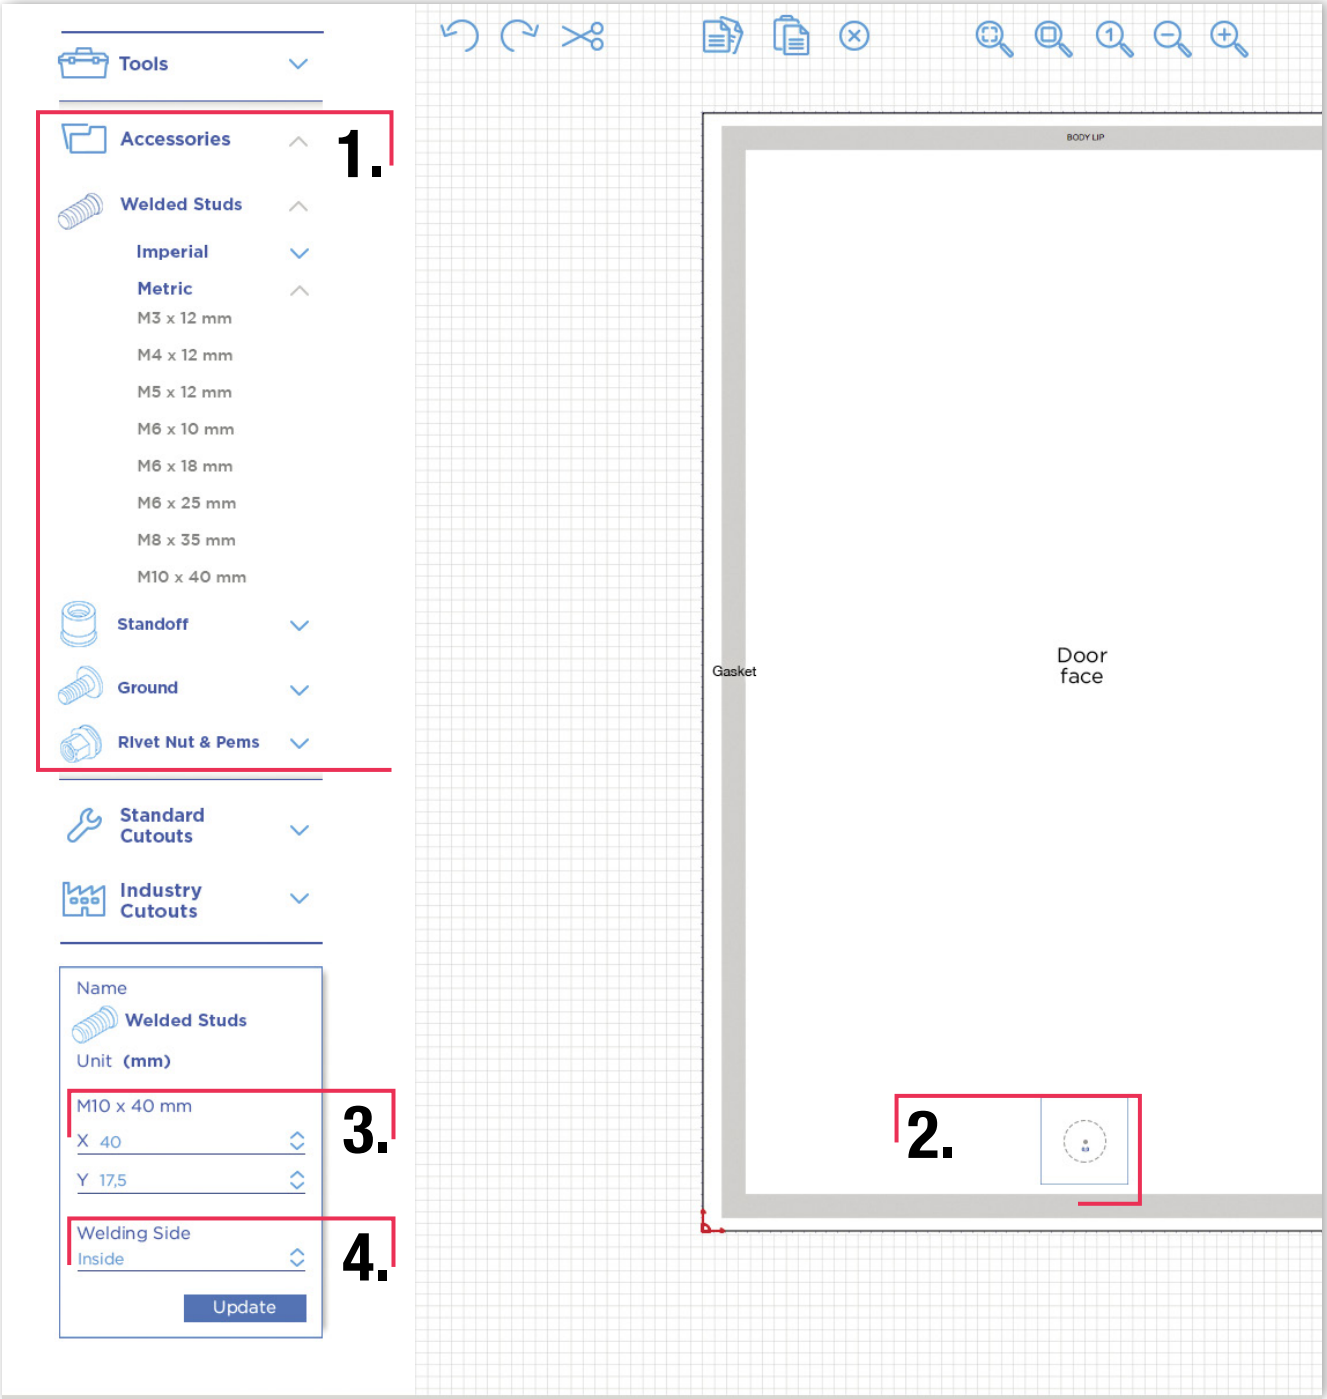 Tools
Accessories
1.
Welded Studs
Imperial
Metric
M3 x 12 mm
M4 x 12 mm
M5 x 12 mm
M6 x 10 mm
M6 x 18 mm
M6 x 25 mm
M8 x 35 mm
M10 x 40 mm
Standoff
Ground
RIvet Nut & Pems
Standard
Cutouts
Industry
Cutouts
Name
Welded Studs
Unit (mm)
M10 x 40 mm
3.
X 40
Y 17,5
Welding Side
Inside
4.
Update
1
BODY LIP
Gasket
Door
face
2.